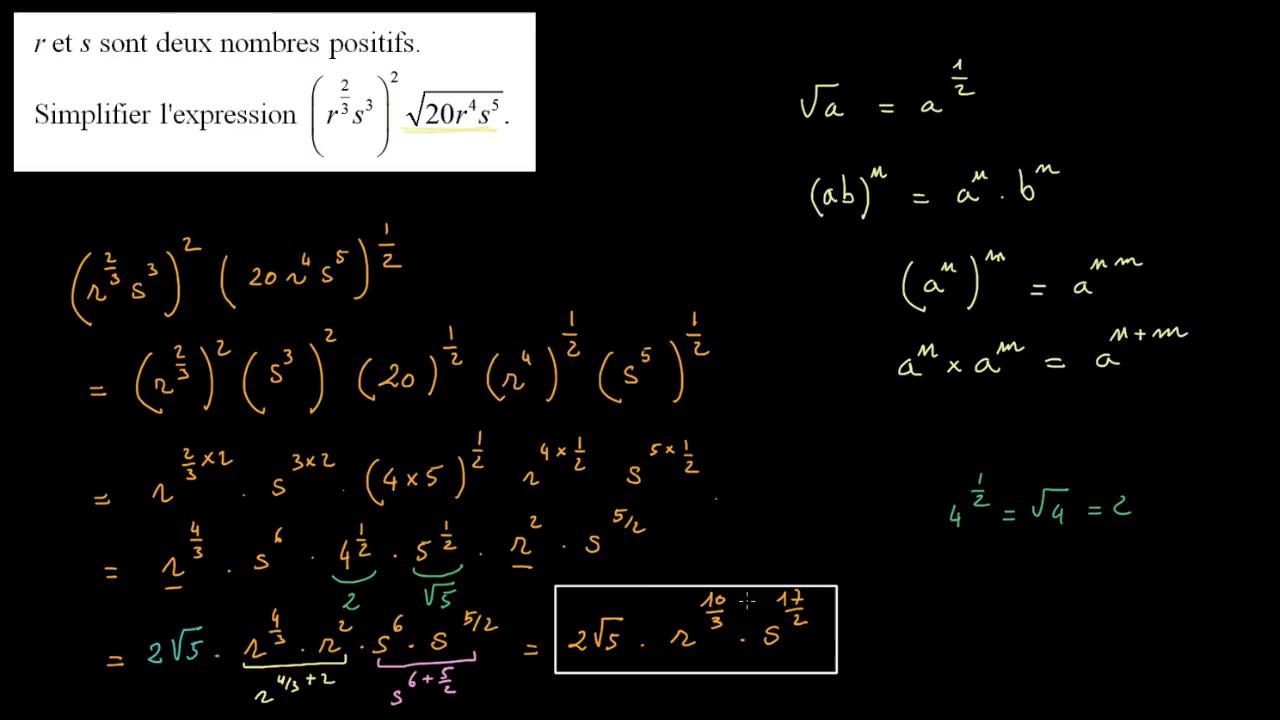 r et s sont deux nombres positifs.
Simplifier l'expression (r^(2/3) s^3)^2 √(20r^4 s^5).
√a = a^(1/2)
(ab)^n = a^n · b^n
(a^n)^m = a^(n m)
a^n × a^m = a^(n+m)
(r^(2/3) s^3)^2 (20 r^4 s^5)^(1/2)
= (r^(2/3))^2 (s^3)^2 (20)^(1/2) (r^4)^(1/2) (s^5)^(1/2)
= r^(2/3 × 2) · s^(3×2) · (4×5)^(1/2) r^(4 × 1/2) s^(5 × 1/2)
= r^(4/3) · s^6 · 4^(1/2) · 5^(1/2) · r^2 · s^(5/2)
2 √5
4^(1/2) = √4 = 2
= 2√5 · r^(4/3) · r^2 · s^6 · s^(5/2) = 2√5 · r^(10/3) · s^(17/2)
r^(4/3+2) s^(6+5/2)